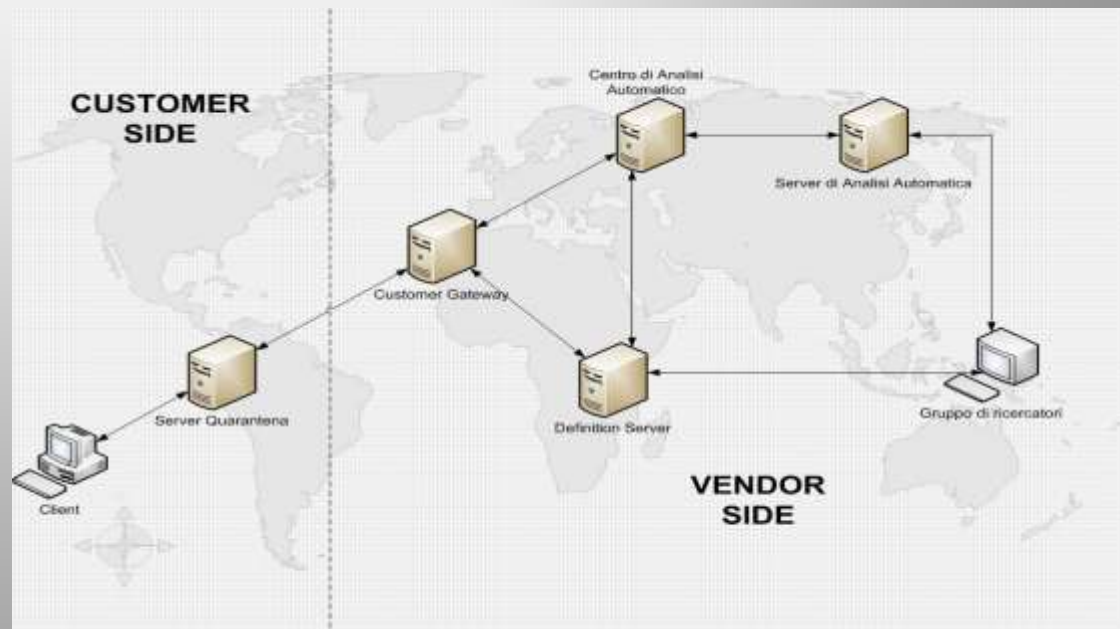 CUSTOMER
SIDE
Centro di Analisi
Automatico
Server di Analisi Automatica
Customer Gateway
Server Quarantena
Definition Server
Gruppo di ricercatori
Client
VENDOR
SIDE